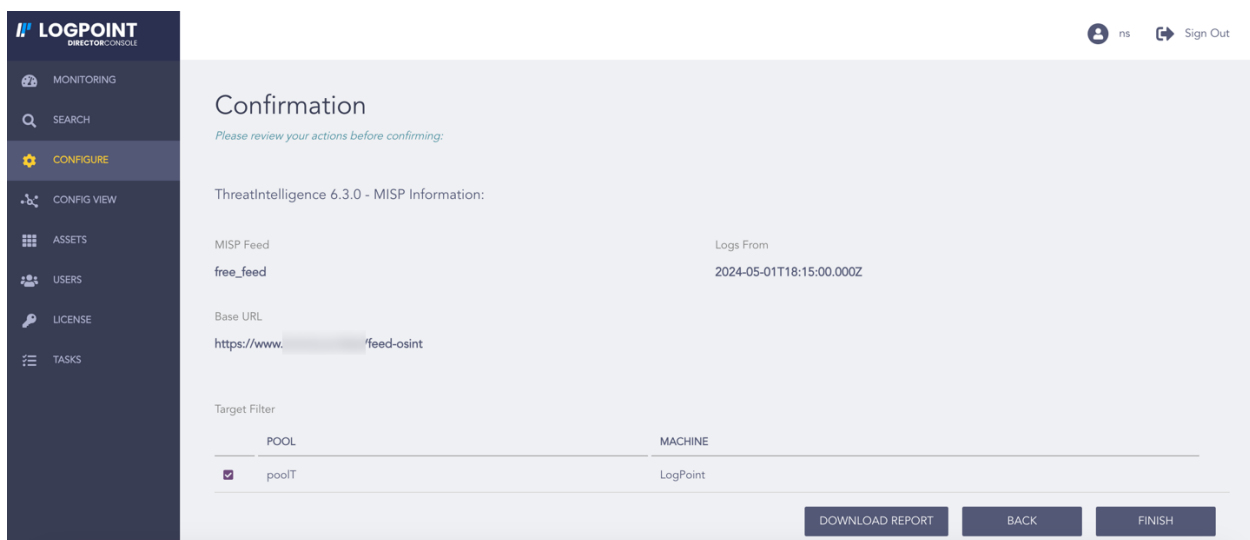 LOGPOINT
DIRECTORCONSOLE
ns
Sign Out
MONITORING
SEARCH
CONFIGURE
CONFIG VIEW
ASSETS
USERS
LICENSE
TASKS
Confirmation
Please review your actions before confirming:
ThreatIntelligence 6.3.0 - MISP Information:
MISP Feed
Logs From
free_feed
2024-05-01T18:15:00.000Z
Base URL
https://www. /feed-osint
Target Filter
POOL
MACHINE
poolT
LogPoint
DOWNLOAD REPORT
BACK
FINISH